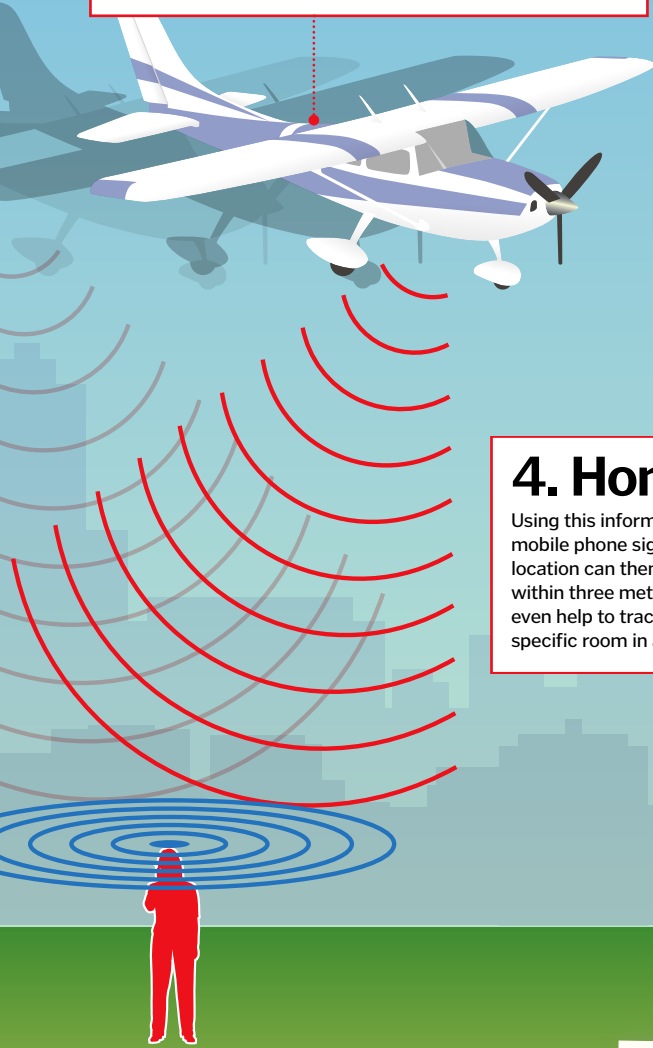 4. Hor
Using this inform
mobile phone sig
location can ther
within three met
even help to trac
specific room in a